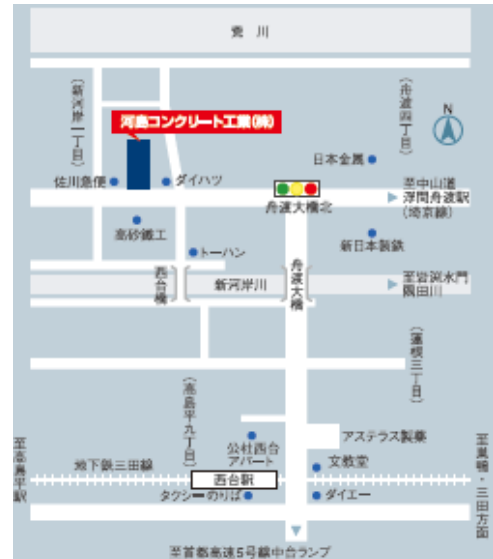 荒川
(新河岸一丁目)
(舟渡四丁目)
N
河島コンクリート工業(株)
日本金属
佐川急便
ダイハツ
舟渡大橋北
至中山道
浮間舟渡駅
(埼京線)
高砂鐵工
新日本製鉄
トーハン
西台橋
新河岸川
舟渡大橋
至岩渕水門
隅田川
(蓮根三丁目)
(高島平九丁目)
公社西台
アパート
アステラス製薬
至高島平駅
地下鉄三田線
西台駅
文教堂
至巣鴨・三田方面
タクシーのりば
ダイエー
至首都高速5号線中台ランプ